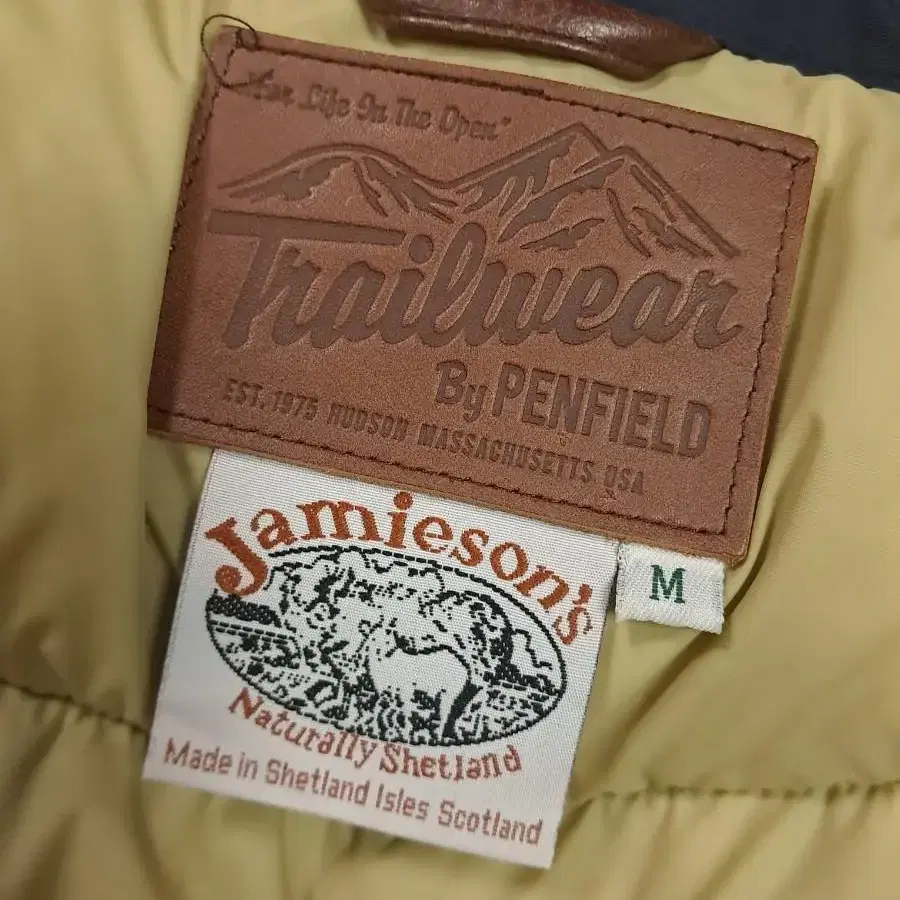 "For Life In The Open"
Trailwear
By PENFIELD
EST. 1975 HUDSON MASSACHUSETTS USA
Jamieson's
M
Naturally Shetland
Made in Shetland Isles Scotland